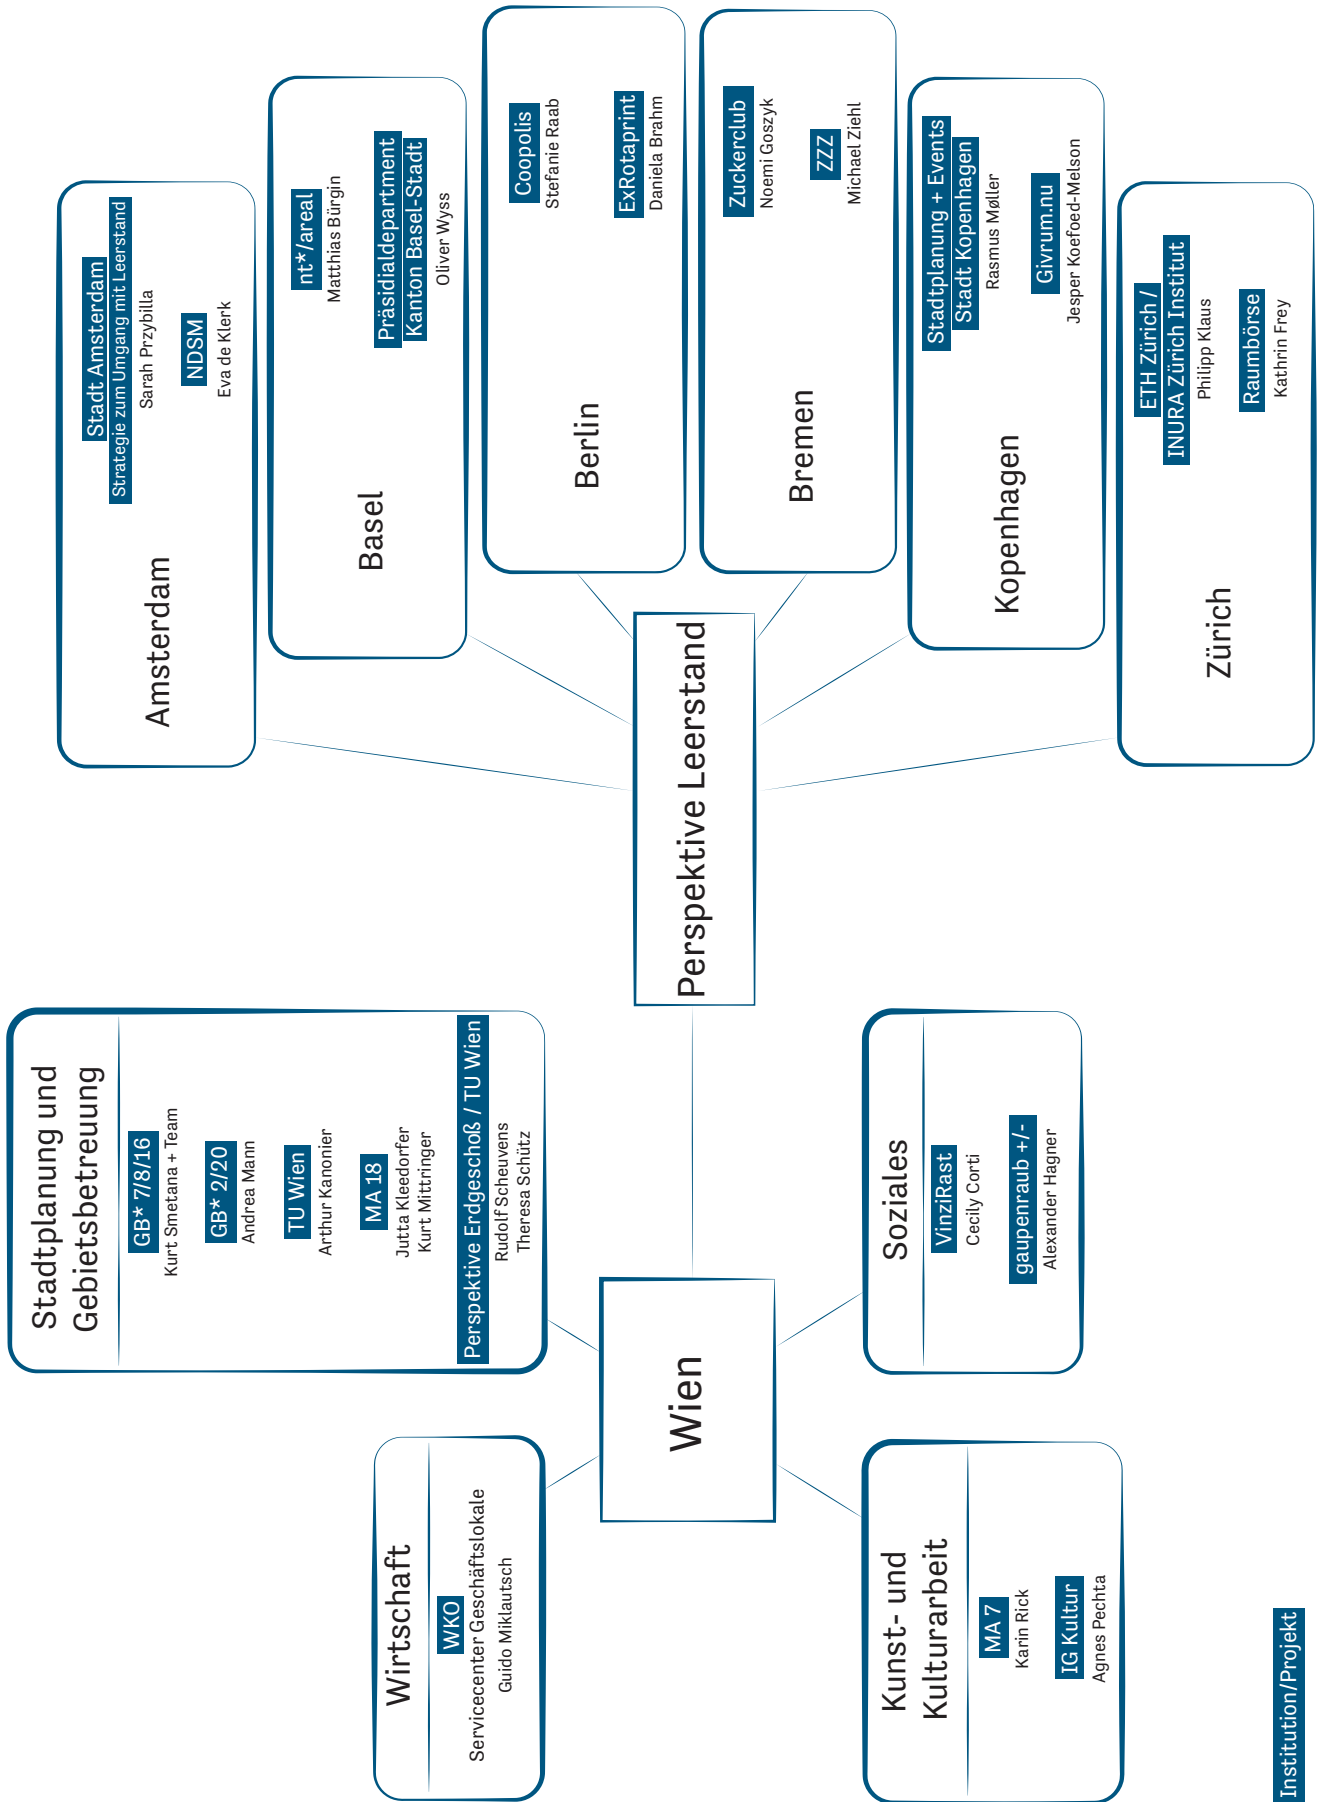 Wirtschaft
WKO
Servicecenter Geschäftslokale
Guido Miklautsch
Stadtplanung und
Gebietsbetreuung
GB* 7/8/16
Kurt Smetana + Team
GB* 2/20
Andrea Mann
TU Wien
Arthur Kanonier
MA 18
Jutta Kleedorfer
Kurt Mittringer
Perspektive Erdgeschoß / TU Wien
Rudolf Scheuvens
Theresa Schütz
Wien
Kunst- und
Kulturarbeit
MA 7
Karin Rick
IG Kultur
Agnes Pechta
Soziales
VinziRast
Cecily Corti
gaupenraub +/-
Alexander Hagner
Perspektive Leerstand
Amsterdam
Stadt Amsterdam
Strategie zum Umgang mit Leerstand
Sarah Przybilla
NDSM
Eva de Klerk
Basel
nt*/areal
Matthias Bürgin
Präsidialdepartment
Kanton Basel-Stadt
Oliver Wyss
Berlin
Coopolis
Stefanie Raab
ExRotaprint
Daniela Brahm
Bremen
Zuckerclub
Noemi Goszyk
ZZZ
Michael Ziehl
Kopenhagen
Stadtplanung + Events
Stadt Kopenhagen
Rasmus Møller
Givrum.nu
Jesper Koefoed-Melson
Zürich
ETH Zürich /
INURA Zürich Institut
Philipp Klaus
Raumbörse
Kathrin Frey
Institution/Projekt